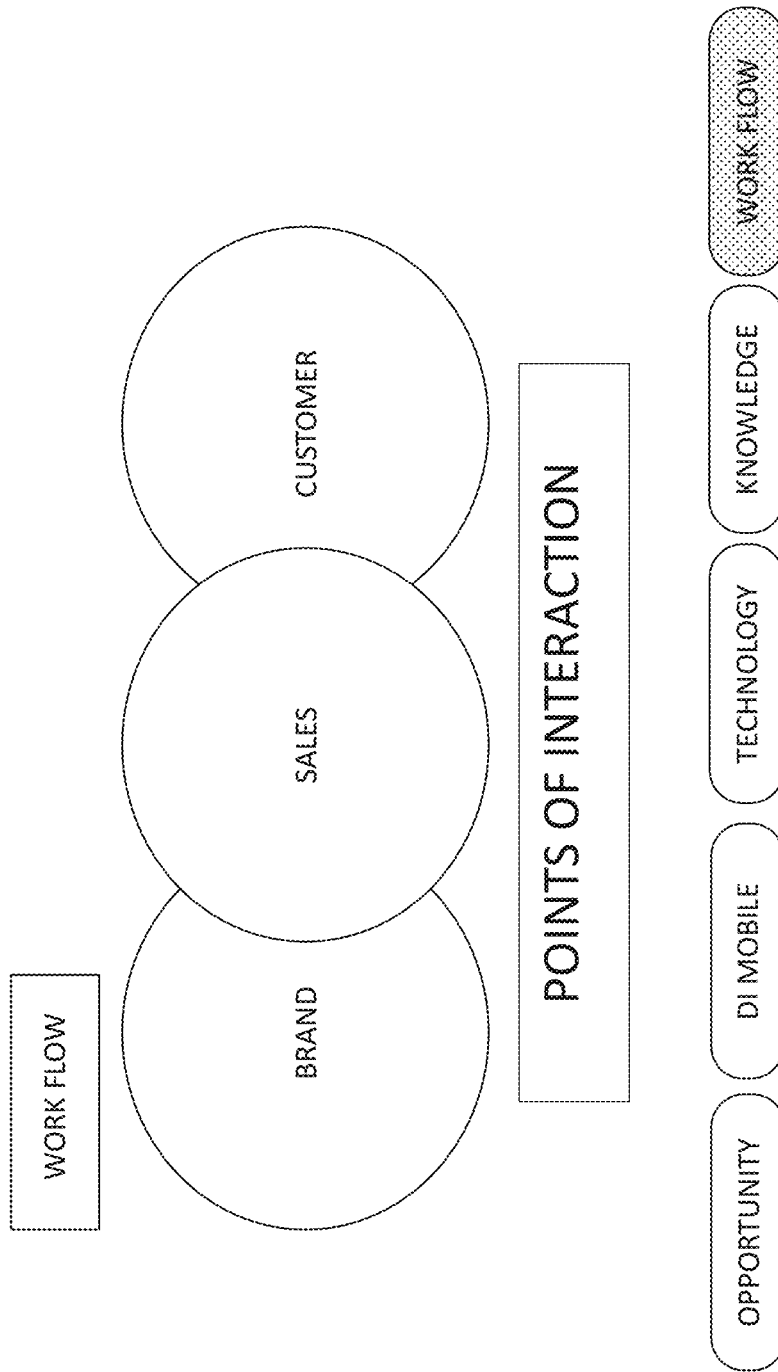 WORK FLOW
BRAND
SALES
CUSTOMER
POINTS OF INTERACTION
OPPORTUNITY
DI MOBILE
TECHNOLOGY
KNOWLEDGE
WORK FLOW